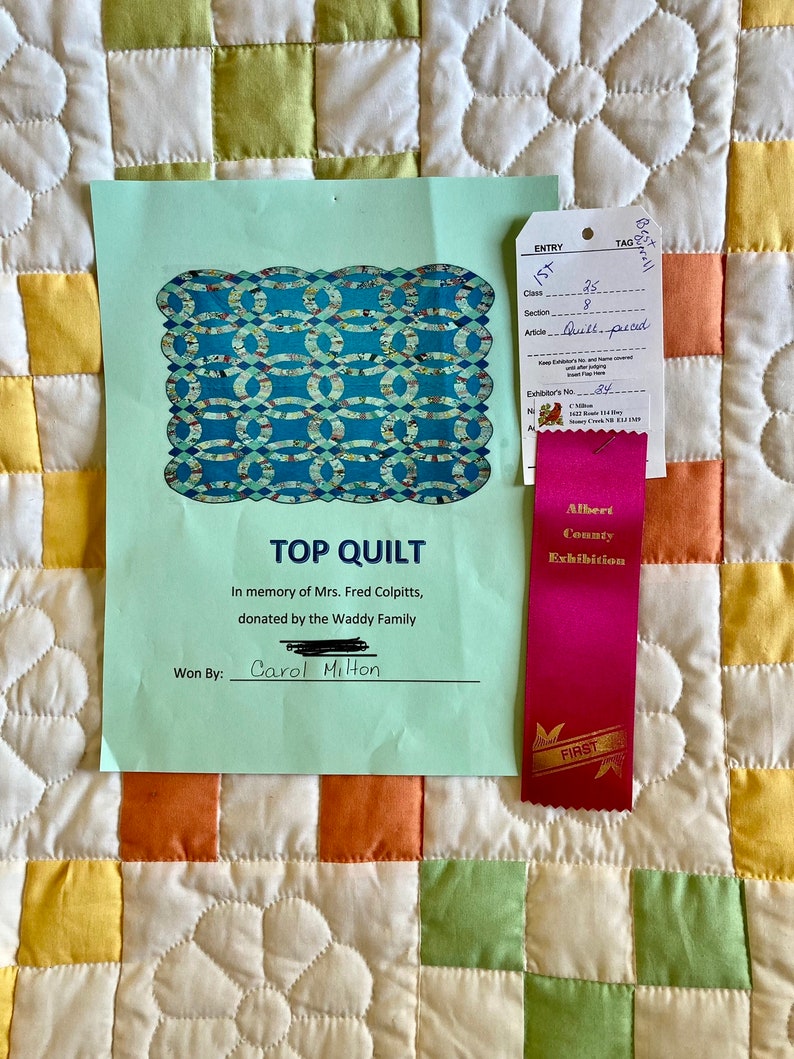 TOP QUILT
In memory of Mrs. Fred Colpitts,
donated by the Waddy Family
Won By: Carol Milton
ENTRY TAG
1ST
Best Overall
Class 25
Section 8
Article Quilt pieced
Keep Exhibitor's No. and Name covered
until after judging
Insert Flap Here
Exhibitor's No. 34
C Milton
1622 Route 114 Hwy
Stoney Creek NB E1J 1M9
Albert
County
Exhibition
FIRST